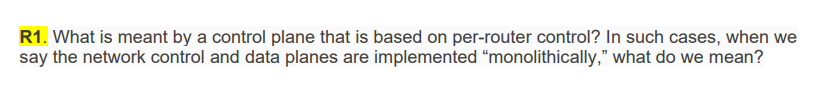 R1. What is meant by a control plane that is based on per-router control? In such cases, when we
say the network control and data planes are implemented “monolithically,” what do we mean?